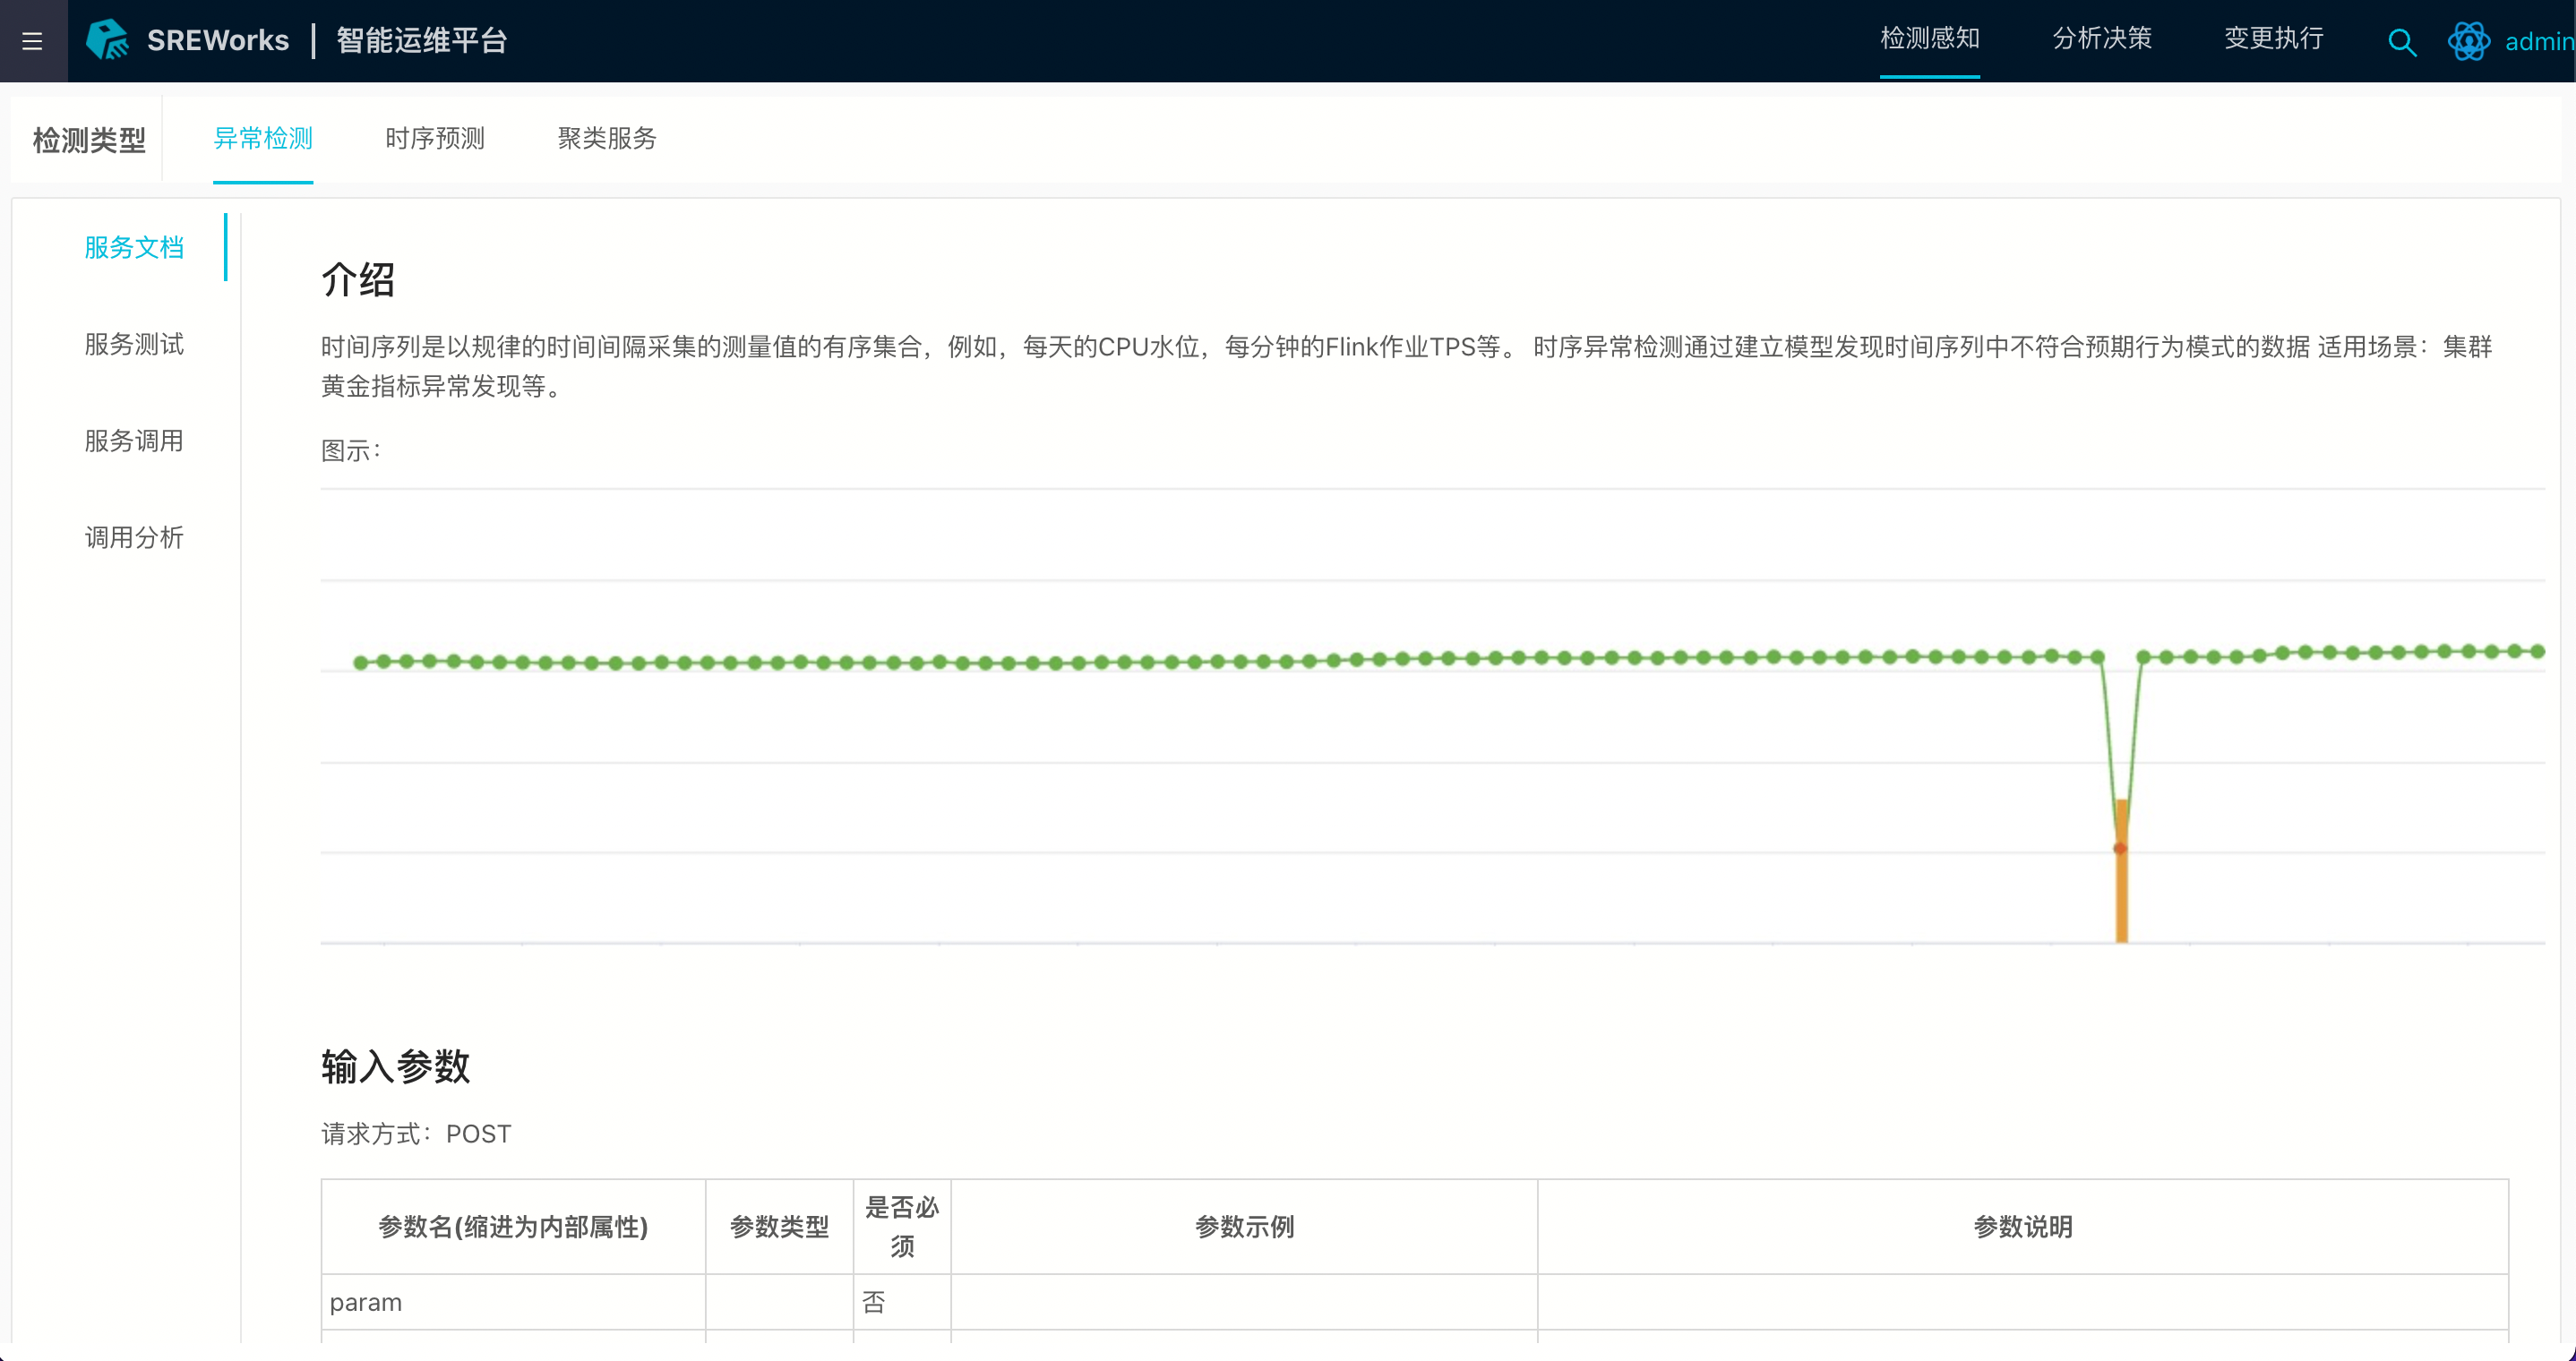 SREWorks | 智能运维平台
检测感知 分析决策 变更执行 admin
检测类型 异常检测 时序预测 聚类服务
服务文档
服务测试
服务调用
调用分析
介绍
时间序列是以规律的时间间隔采集的测量值的有序集合，例如，每天的CPU水位，每分钟的Flink作业TPS等。 时序异常检测通过建立模型发现时间序列中不符合预期行为模式的数据 适用场景：集群
黄金指标异常发现等。
图示：
输入参数
请求方式：POST
参数名(缩进为内部属性) 参数类型 是否必须 参数示例 参数说明
param 否